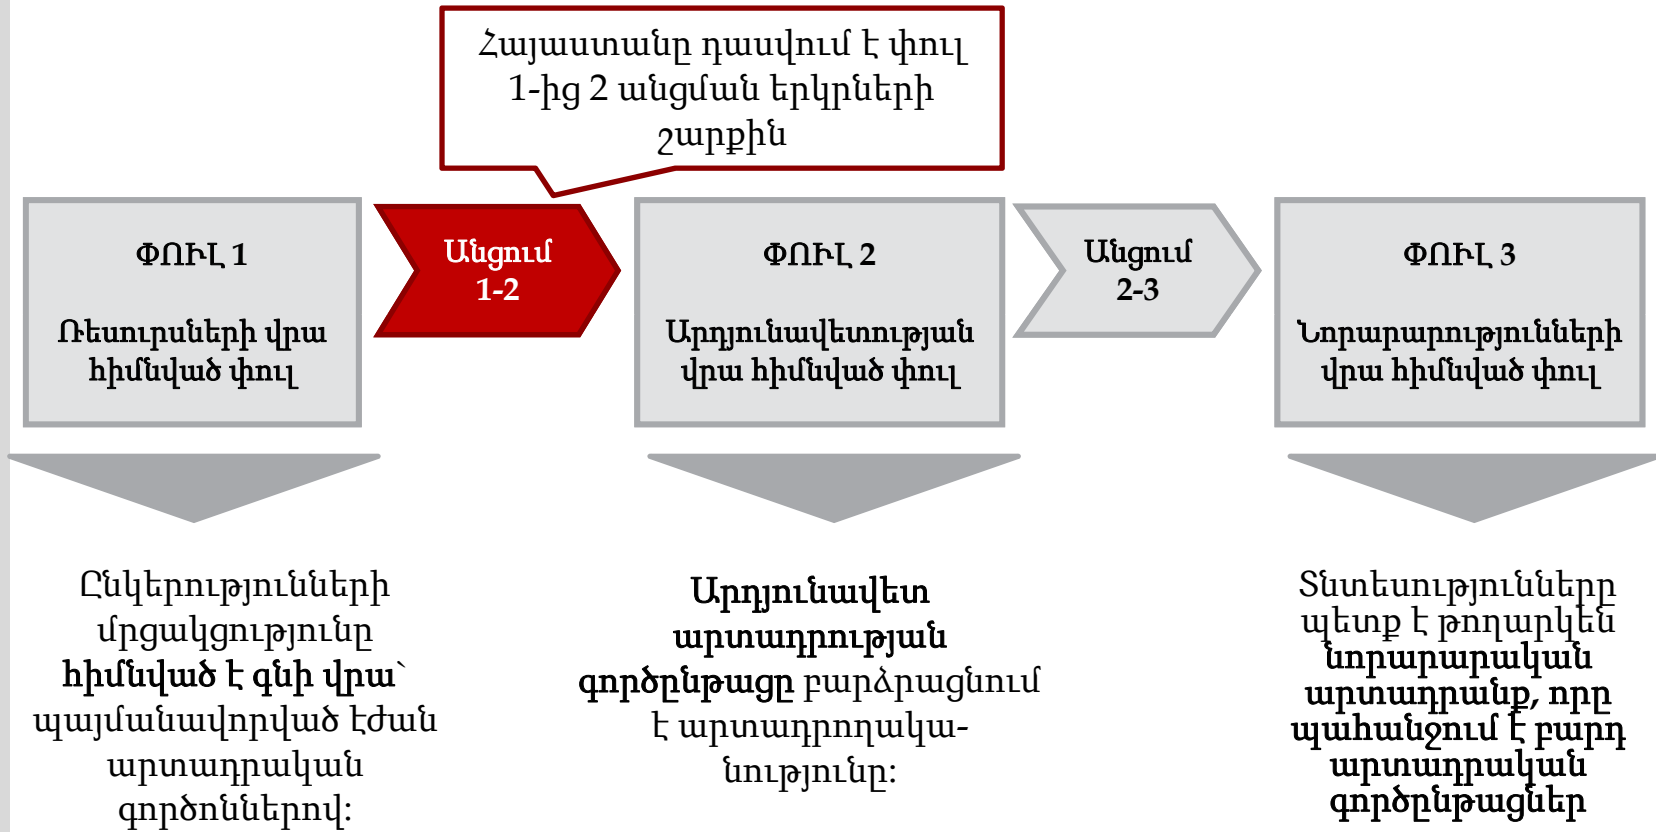 Հայաստանը դասվում է փուլ
1-ից 2 անցման երկրների
շարքին
ՓՈՒԼ 1
Ռեսուրսների վրա
հիմնված փուլ
Անցում
1-2
ՓՈՒԼ 2
Արդյունավետության
վրա հիմնված փուլ
Անցում
2-3
ՓՈՒԼ 3
Նորարարությունների
վրա հիմնված փուլ
Ընկերությունների
մրցակցությունը
հիմնված է գնի վրա՝
պայմանավորված էժան
արտադրական
գործոններով:
Արդյունավետ
արտադրության
գործընթացը բարձրացնում
է արտադրողակա-
նությունը:
Տնտեսությունները
պետք է թողարկեն
նորարարական
արտադրանք, որը
պահանջում է բարդ
արտադրական
գործընթացներ